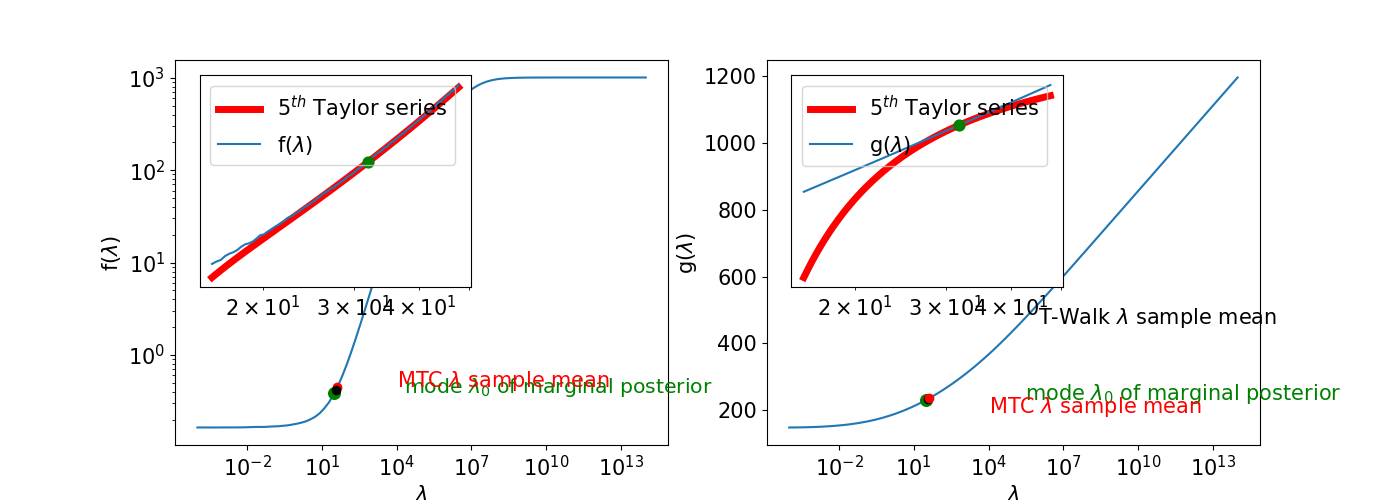 10³
10²
10¹
10⁰
f(λ)
5ᵗʰ Taylor series
f(λ)
2 × 10¹
3 × 10¹
4 × 10¹
MTC λ sample mean
mode λ₀ of marginal posterior
10⁻²
10¹
10⁴
10⁷
10¹⁰
10¹³
λ
1200
1000
800
600
400
200
g(λ)
5ᵗʰ Taylor series
g(λ)
2 × 10¹
3 × 10¹
4 × 10¹
T-Walk λ sample mean
mode λ₀ of marginal posterior
MTC λ sample mean
10⁻²
10¹
10⁴
10⁷
10¹⁰
10¹³
λ